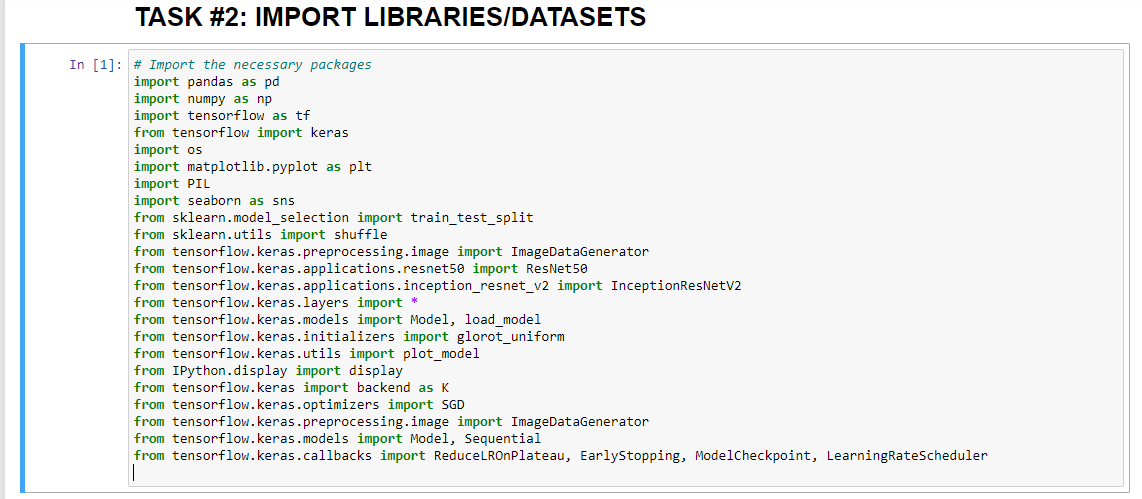 TASK #2: IMPORT LIBRARIES/DATASETS
In [1]: # Import the necessary packages
import pandas as pd
import numpy as np
import tensorflow as tf
from tensorflow import keras
import os
import matplotlib.pyplot as plt
import PIL
import seaborn as sns
from sklearn.model_selection import train_test_split
from sklearn.utils import shuffle
from tensorflow.keras.preprocessing.image import ImageDataGenerator
from tensorflow.keras.applications.resnet50 import ResNet50
from tensorflow.keras.applications.inception_resnet_v2 import InceptionResNetV2
from tensorflow.keras.layers import *
from tensorflow.keras.models import Model, load_model
from tensorflow.keras.initializers import glorot_uniform
from tensorflow.keras.utils import plot_model
from IPython.display import display
from tensorflow.keras import backend as K
from tensorflow.keras.optimizers import SGD
from tensorflow.keras.preprocessing.image import ImageDataGenerator
from tensorflow.keras.models import Model, Sequential
from tensorflow.keras.callbacks import ReduceLROnPlateau, EarlyStopping, ModelCheckpoint, LearningRateScheduler